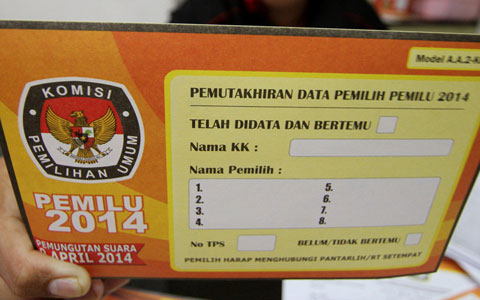 Model A.A.2-K
KOMISI
PEMILIHAN UMUM
PEMILU
2014
PEMUNGUTAN SUARA
9 APRIL 2014
PEMUTAKHIRAN DATA PEMILIH PEMILU 2014
TELAH DIDATA DAN BERTEMU
Nama KK :
Nama Pemilih :
1. 5.
2. 6.
3. 7.
4. 8.
No TPS BELUM/TIDAK BERTEMU
PEMILIH HARAP MENGHUBUNGI PANTARLIH/RT SETEMPAT